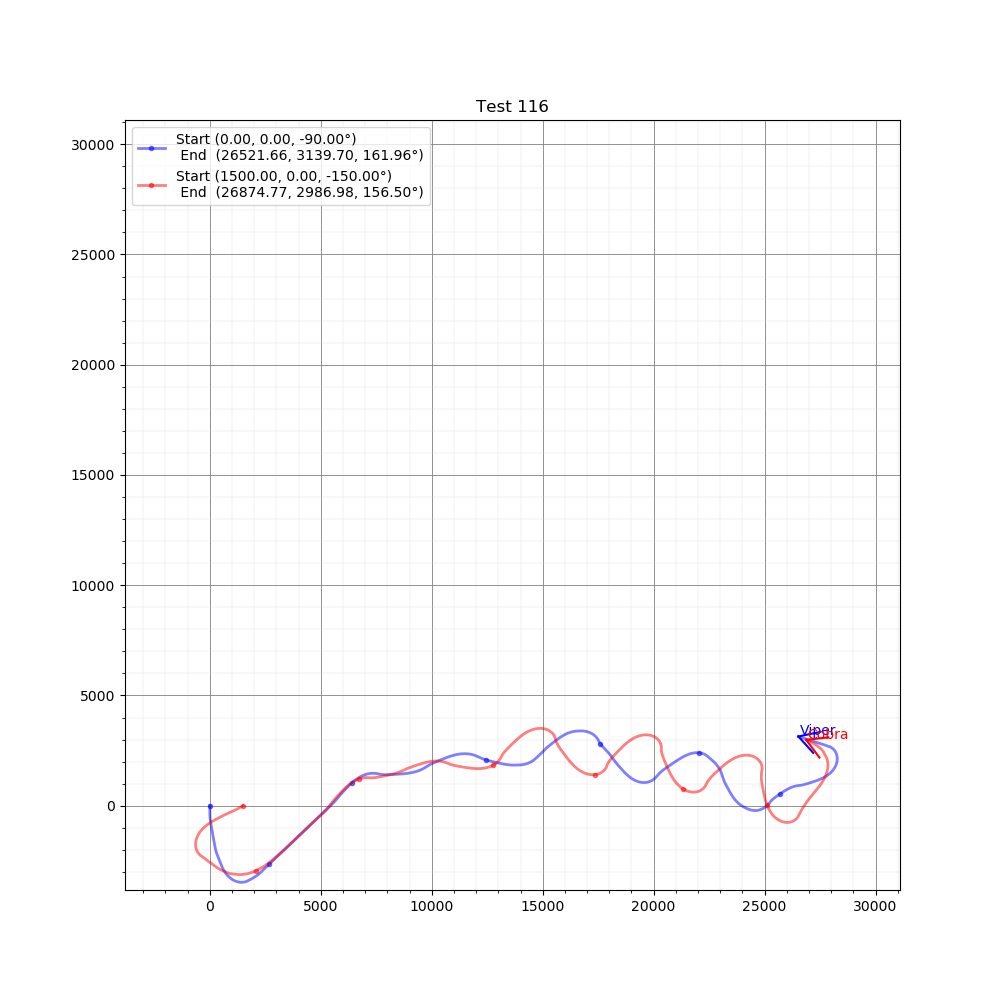 Test 116
Start (0.00, 0.00, -90.00°)
End (26521.66, 3139.70, 161.96°)
Start (1500.00, 0.00, -150.00°)
End (26874.77, 2986.98, 156.50°)
30000
25000
20000
15000
10000
5000
0
Viper
Cobra
0
5000
10000
15000
20000
25000
30000